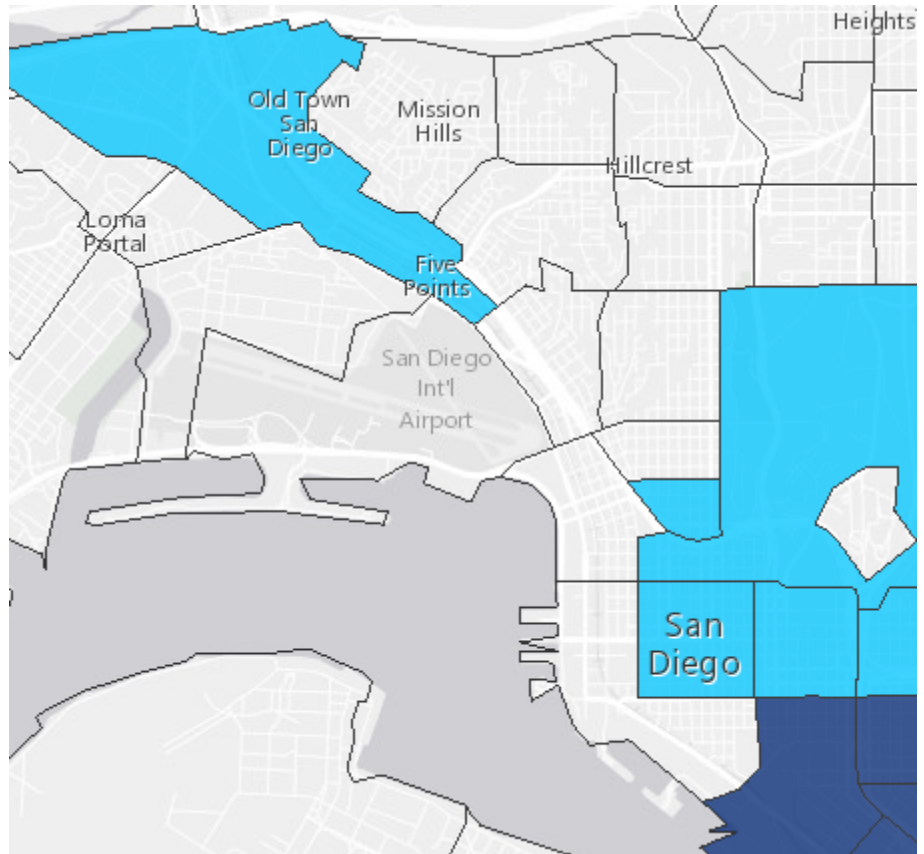 Heights
Old Town
San
Diego
Mission
Hills
Hillcrest
Loma
Portal
Five
Points
San Diego
Int'l
Airport
San
Diego